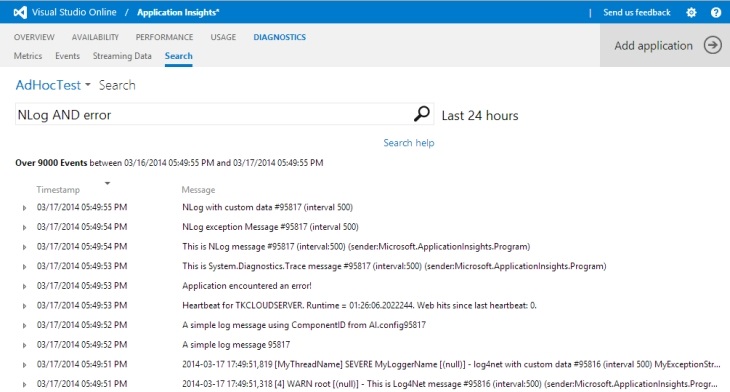 Visual Studio Online / Application Insights* | Send us feedback
OVERVIEW AVAILABILITY PERFORMANCE USAGE DIAGNOSTICS
Metrics Events Streaming Data Search
Add application
AdHocTest Search
NLog AND error
Last 24 hours
Search help
Over 9000 Events between 03/16/2014 05:49:55 PM and 03/17/2014 05:49:55 PM
Timestamp Message
03/17/2014 05:49:55 PM NLog with custom data #95817 (interval 500)
03/17/2014 05:49:54 PM NLog exception Message #95817 (interval 500)
03/17/2014 05:49:54 PM This is NLog message #95817 (interval:500) (sender:Microsoft.ApplicationInsights.Program)
03/17/2014 05:49:53 PM This is System.Diagnostics.Trace message #95817 (interval:500) (sender:Microsoft.ApplicationInsights.Program)
03/17/2014 05:49:53 PM Application encountered an error!
03/17/2014 05:49:53 PM Heartbeat for TKCLOUDSERVER. Runtime = 01:26:06.2022244. Web hits since last heartbeat: 0.
03/17/2014 05:49:52 PM A simple log message using ComponentID from AI.config95817
03/17/2014 05:49:52 PM A simple log message 95817
03/17/2014 05:49:51 PM 2014-03-17 17:49:51,819 [MyThreadName] SEVERE MyLoggerName [(null)] - log4net with custom data #95816 (interval 500) MyExceptionStr
03/17/2014 05:49:51 PM 2014-03-17 17:49:51,318 [4] WARN root [(null)] - This is Log4Net message #95816 (interval:500) (sender:Microsoft.ApplicationInsights.Program)